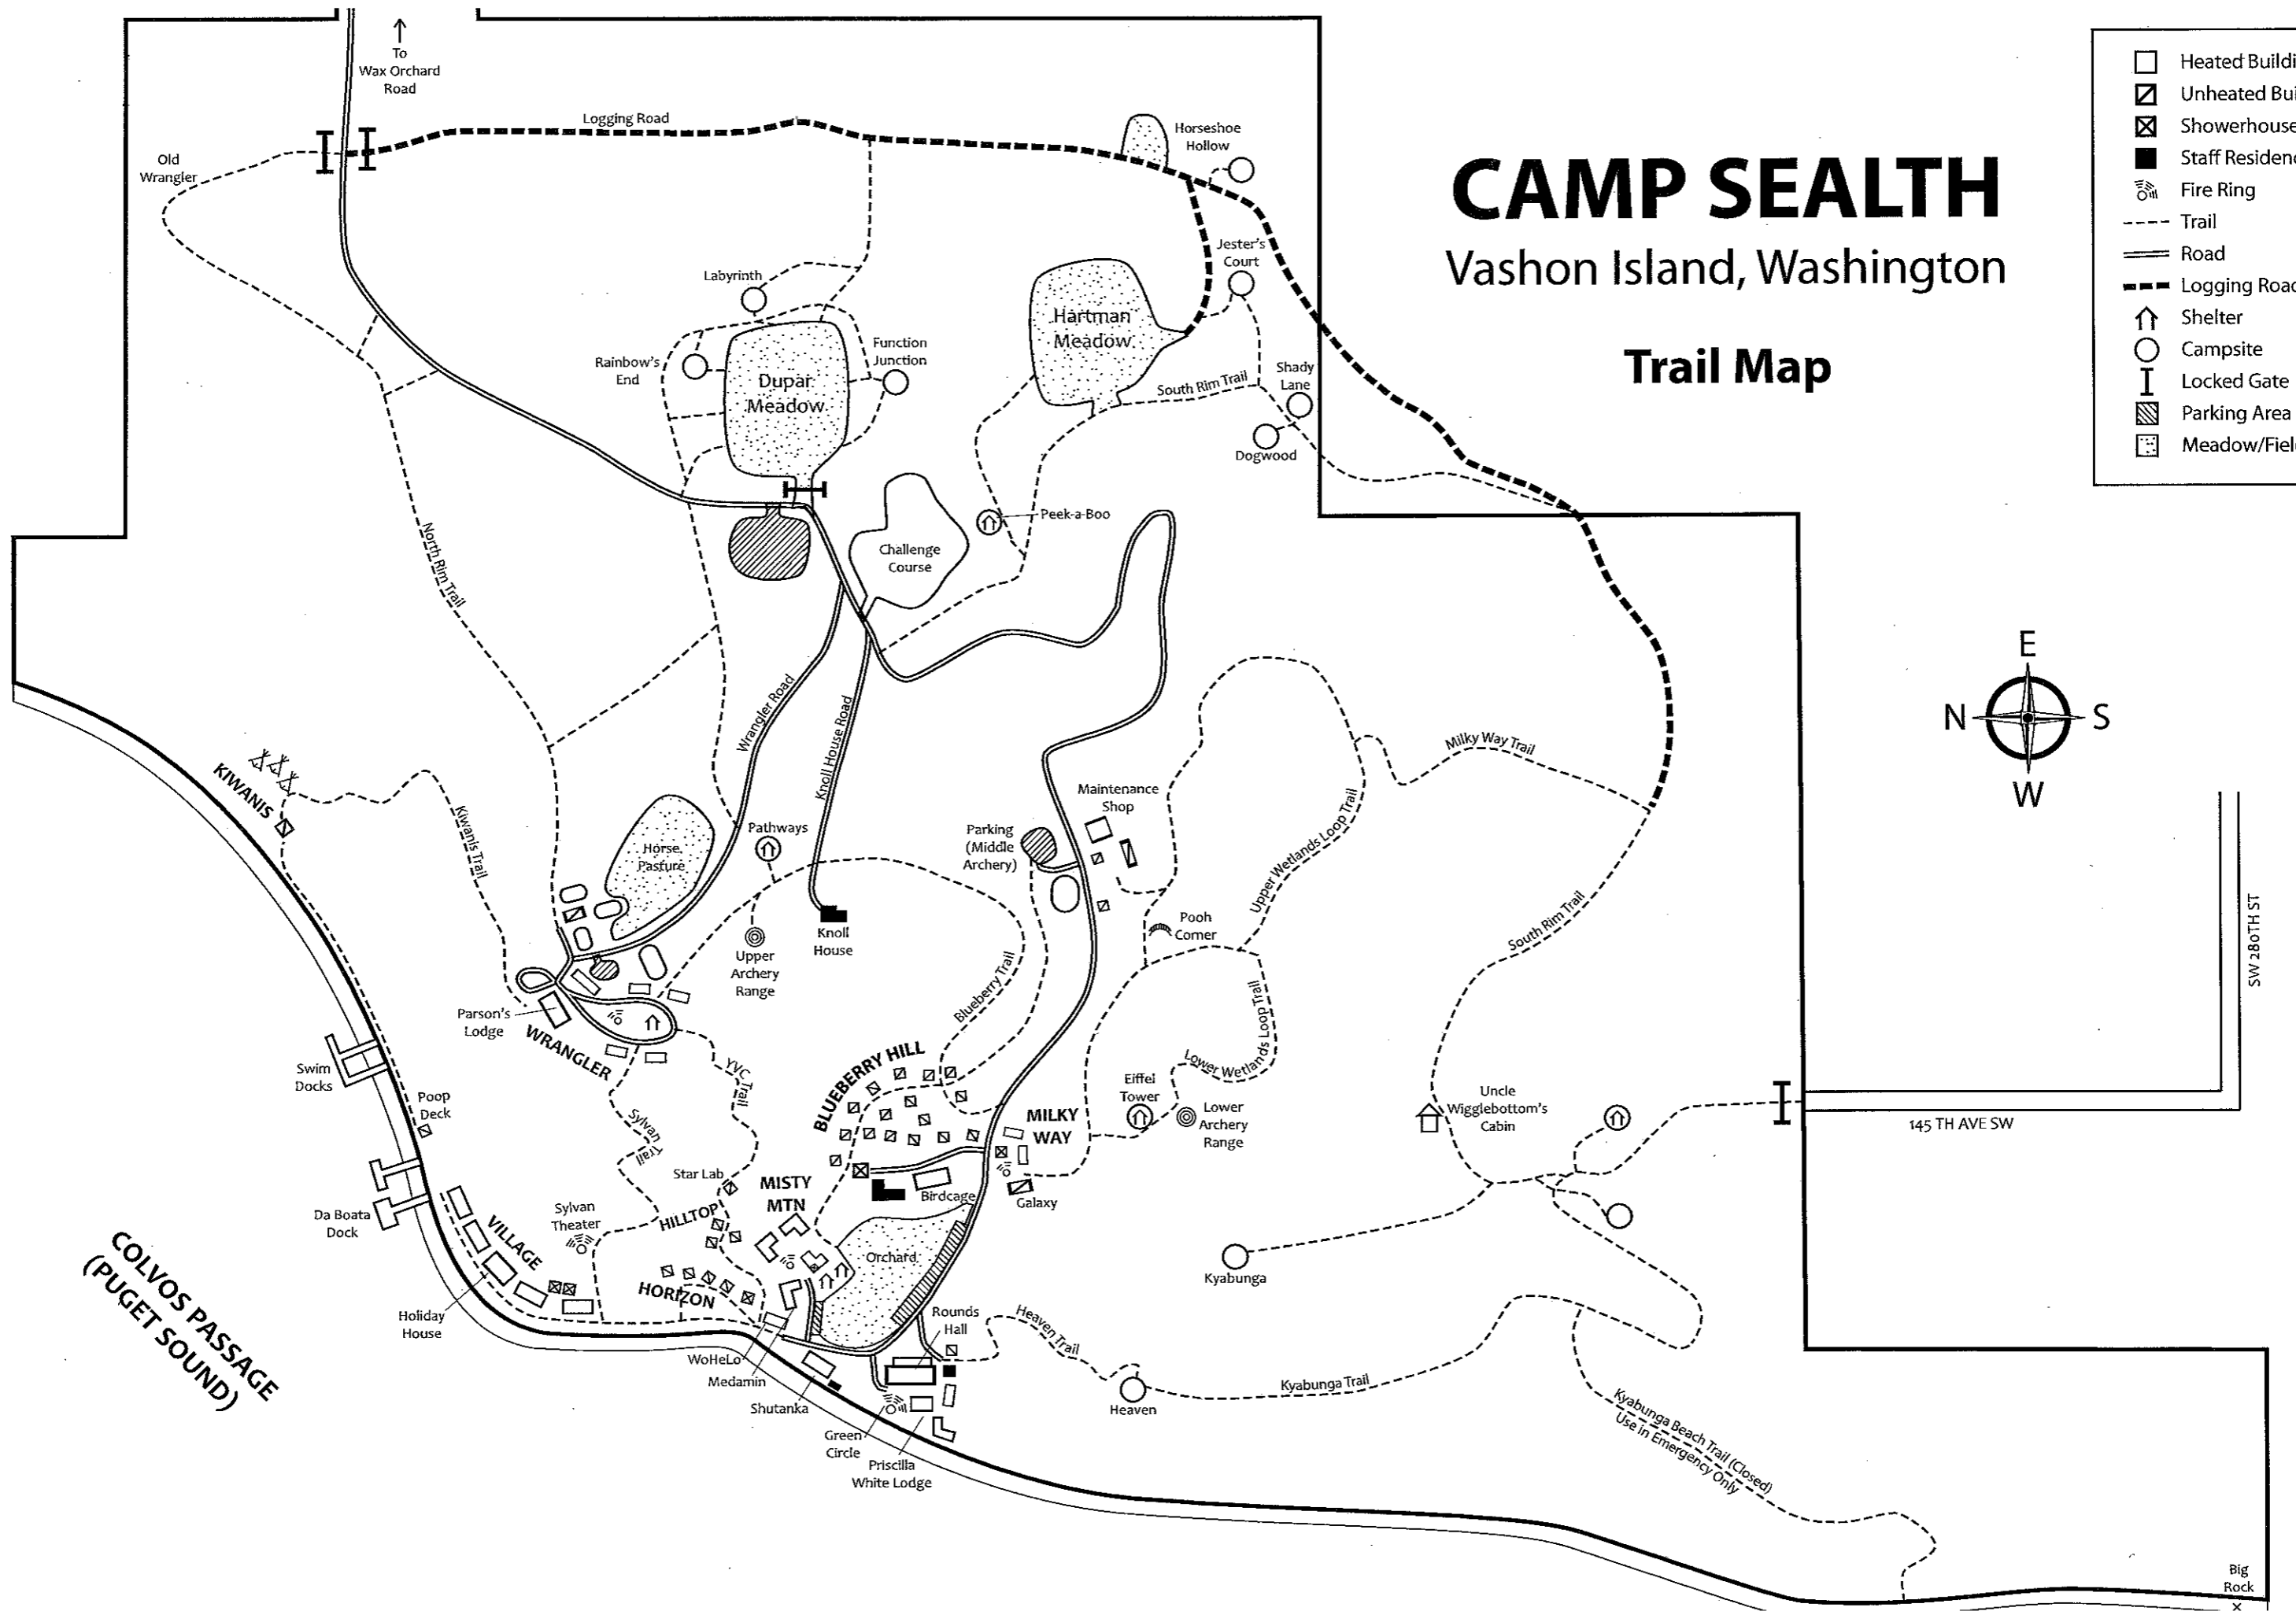 To
Wax Orchard
Road
Logging Road
Old
Wrangler
Horseshoe
Hollow
CAMP SEALTH
Vashon Island, Washington
Trail Map
Heated Buildi
Unheated Bui
Showerhouse
Staff Residen
Fire Ring
Trail
Road
Logging Road
Shelter
Campsite
Locked Gate
Parking Area
Meadow/Fiel
Labyrinth
Jester's
Court
Hartman
Meadow
Rainbow's
End
Function
Junction
Dupar
Meadow
South Rim Trail
Shady
Lane
Dogwood
Peek-a-Boo
Challenge
Course
North Rim Trail
E
N
S
W
Wrangler Road
Knoll House Road
Milky Way Trail
KIWANIS
Kiwanis Trail
Maintenance
Shop
Parking
(Middle
Archery)
Pathways
Horse
Pasture
Upper Wetlands Loop Trail
Pooh
Corner
Knoll
House
Upper
Archery
Range
South Rim Trail
SW 280TH ST
Blueberry Trail
Parson's
Lodge
WRANGLER
Lower Wetlands Loop Trail
Swim
Docks
YVC
Trail
BLUEBERRY HILL
Eiffel
Tower
Lower
Archery
Range
Uncle
Wigglebottom's
Cabin
145 TH AVE SW
Poop
Deck
Sylvan
Trail
MILKY
WAY
Star Lab
MISTY
MTN
Birdcage
Galaxy
Da Boata
Dock
VILLAGE
Sylvan
Theater
HILLTOP
Orchard
Kyabunga
COLVOS PASSAGE
(PUGET SOUND)
Holiday
House
HORIZON
Rounds
Hall
Heaven Trail
WoHeLo
Medamin
Shutanka
Green
Circle
Priscilla
White Lodge
Heaven
Kyabunga Trail
Kyabunga Beach Trail (Closed)
Use in Emergency Only
Big
Rock